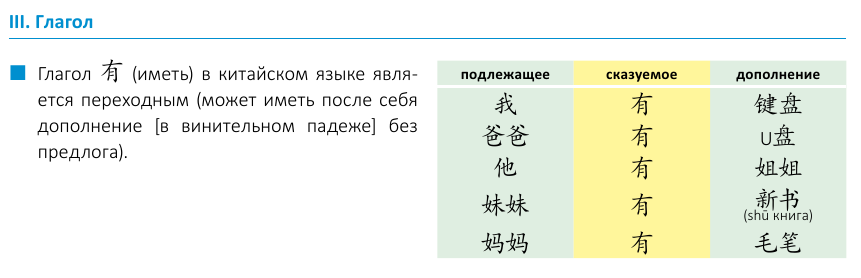 III. Глагол
Глагол 有 (иметь) в китайском языке явля-
ется переходным (может иметь после себя
дополнение [в винительном падеже] без
предлога).
подлежащее сказуемое дополнение
我 有 键盘
爸爸 有 U盘
他 有 姐姐
妹妹 有 新书
(shū книга)
妈妈 有 毛笔